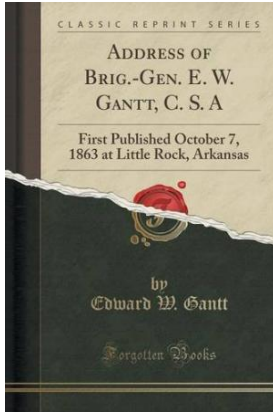 CLASSIC REPRINT SERIES
ADDRESS OF
BRIG.-GEN. E. W.
GANTT, C. S. A
First Published October 7,
1863 at Little Rock, Arkansas
by
Edward W. Gantt
Forgotten Books